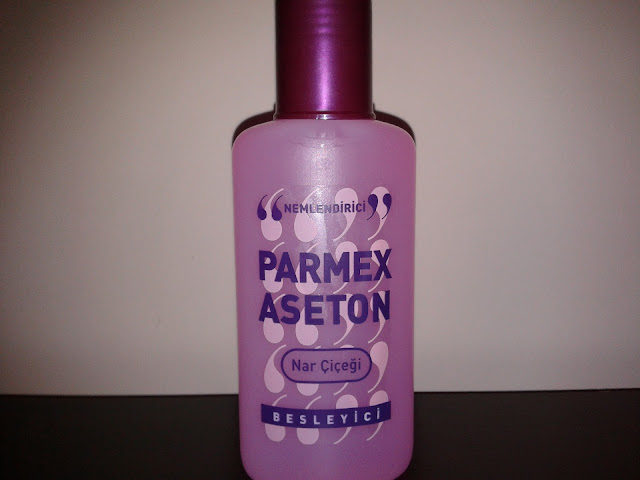 “NEMLENDİRİCİ”
PARMEX
ASETON
Nar Çiçeği
BESLEYİCİ